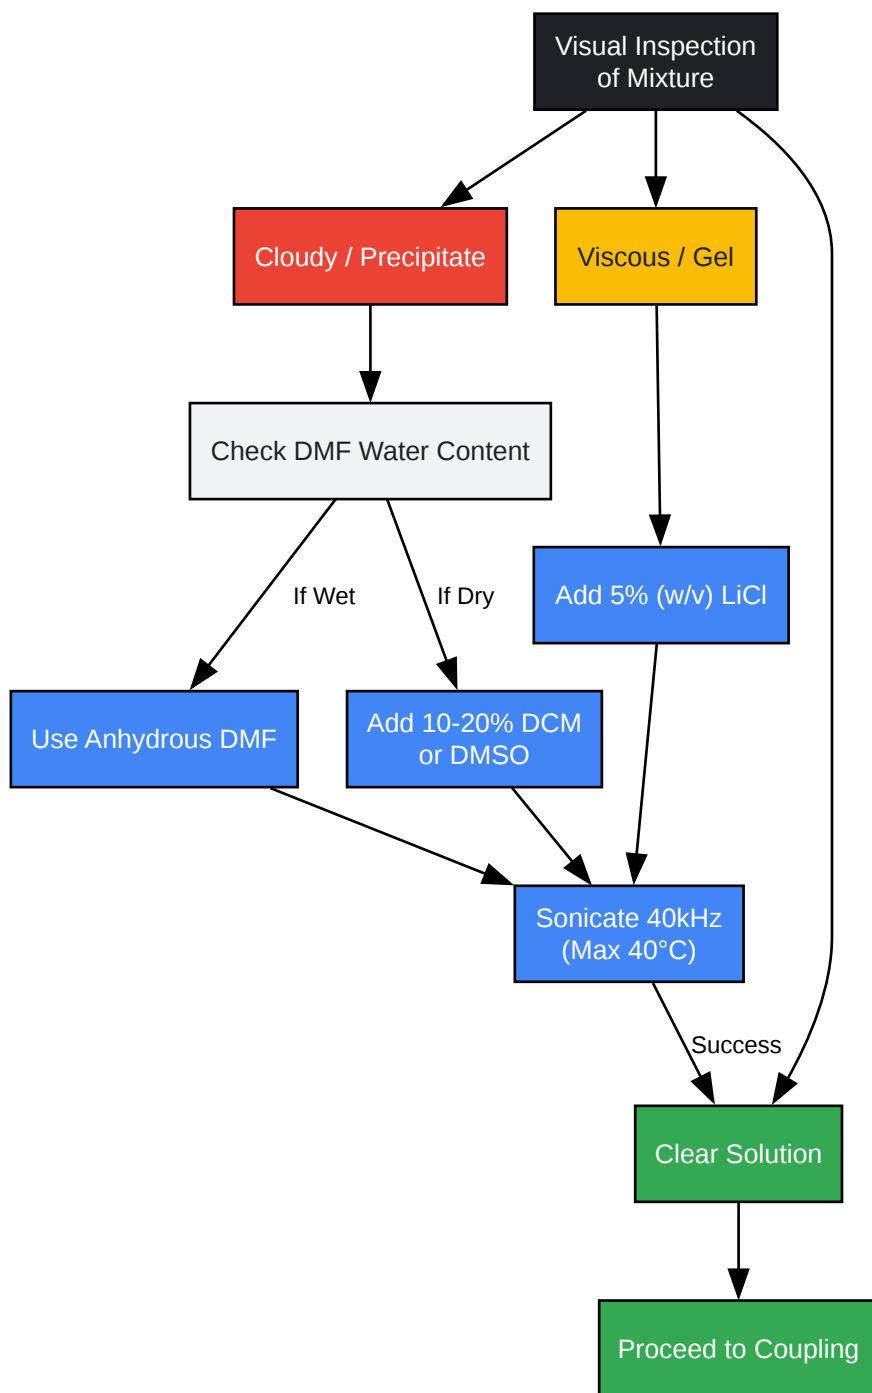 Visual Inspection
of Mixture
Cloudy / Precipitate
Viscous / Gel
Check DMF Water Content
If Wet
If Dry
Add 5% (w/v) LiCl
Use Anhydrous DMF
Add 10-20% DCM
or DMSO
Sonicate 40kHz
(Max 40°C)
Success
Clear Solution
Proceed to Coupling